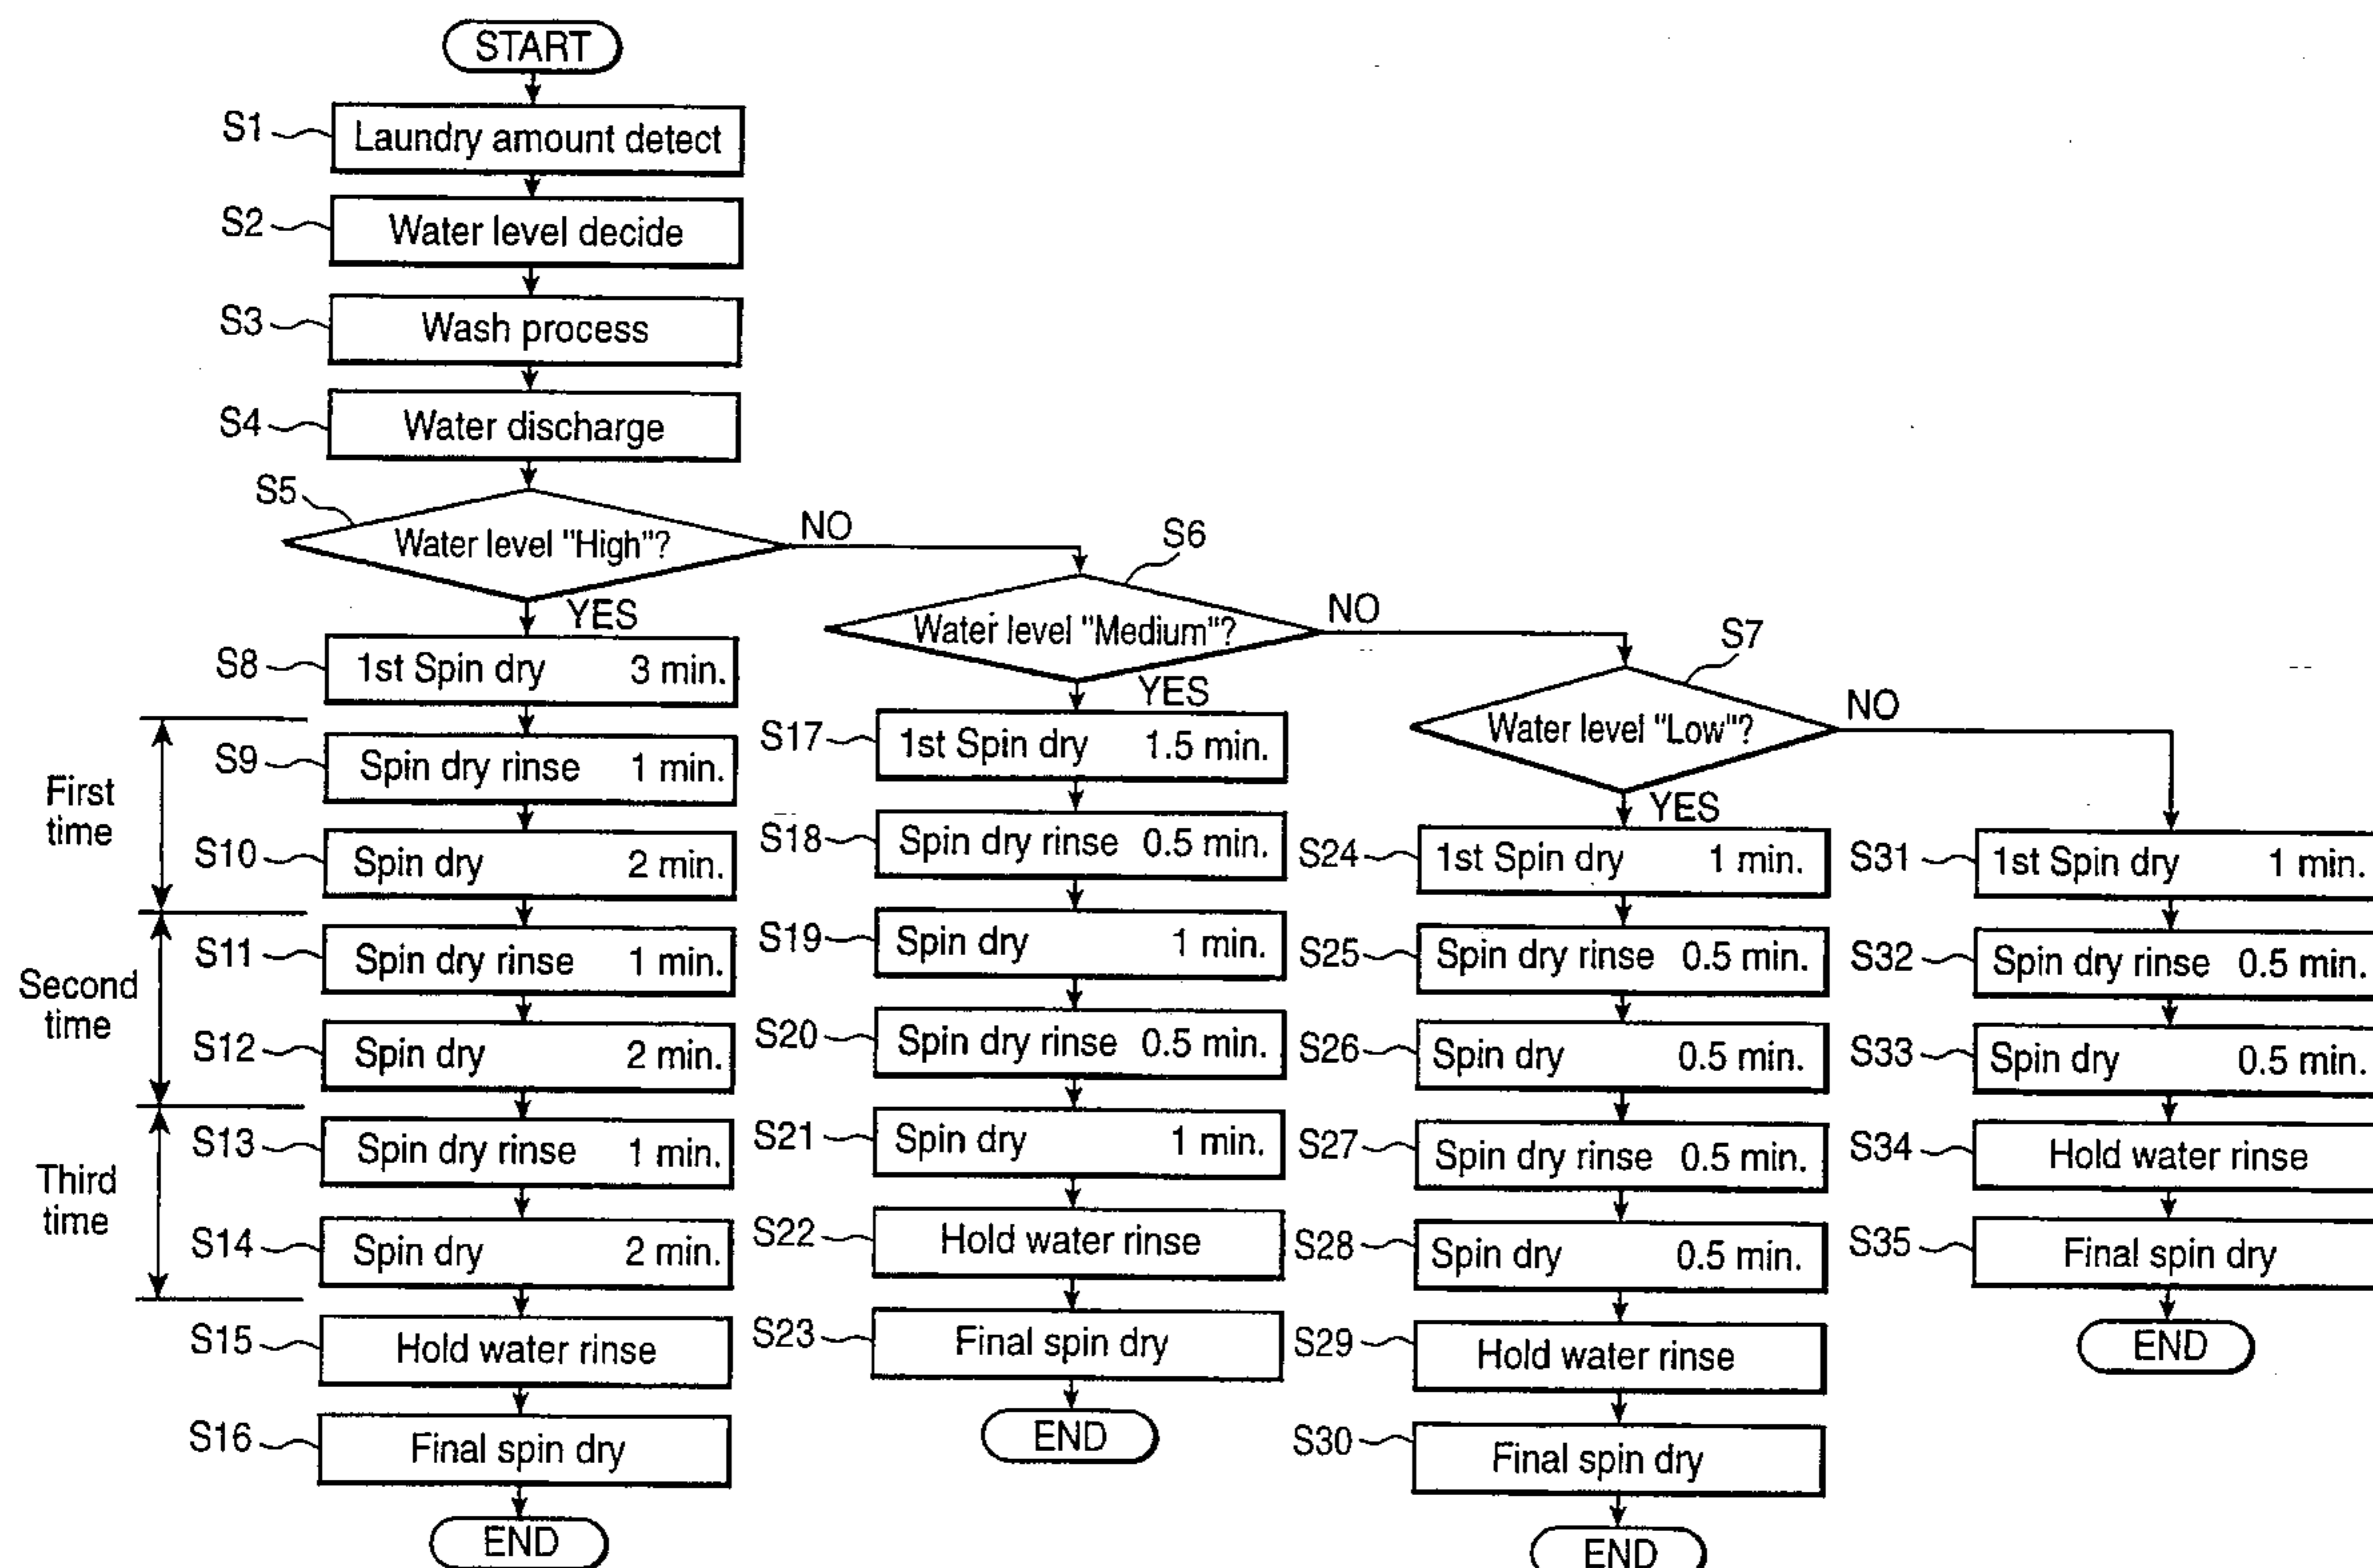 START
S1
Laundry amount detect
S2
Water level decide
S3
Wash process
S4
Water discharge
S5
Water level "High"?
NO
YES
S6
Water level "Medium"?
NO
YES
S7
Water level "Low"?
NO
YES
First
time
Second
time
Third
time
S8
1st Spin dry 3 min.
S9
Spin dry rinse 1 min.
S10
Spin dry 2 min.
S11
Spin dry rinse 1 min.
S12
Spin dry 2 min.
S13
Spin dry rinse 1 min.
S14
Spin dry 2 min.
S15
Hold water rinse
S16
Final spin dry
END
S17
1st Spin dry 1.5 min.
S18
Spin dry rinse 0.5 min.
S19
Spin dry 1 min.
S20
Spin dry rinse 0.5 min.
S21
Spin dry 1 min.
S22
Hold water rinse
S23
Final spin dry
END
S24
1st Spin dry 1 min.
S25
Spin dry rinse 0.5 min.
S26
Spin dry 0.5 min.
S27
Spin dry rinse 0.5 min.
S28
Spin dry 0.5 min.
S29
Hold water rinse
S30
Final spin dry
END
S31
1st Spin dry 1 min.
S32
Spin dry rinse 0.5 min.
S33
Spin dry 0.5 min.
S34
Hold water rinse
S35
Final spin dry
END